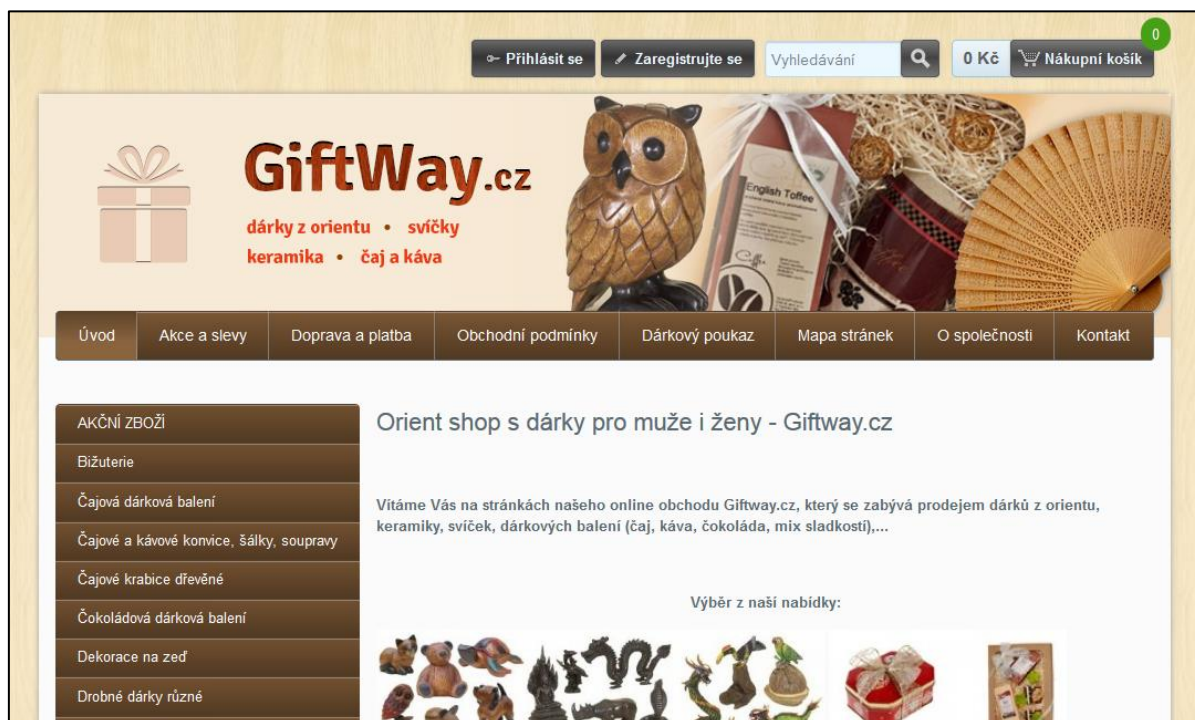 0
Přihlásit se
Zaregistrujte se
Vyhledávání
0 Kč
Nákupní košík
GiftWay.cz
dárky z orientu • svíčky
keramika • čaj a káva
English Toffee
Úvod
Akce a slevy
Doprava a platba
Obchodní podmínky
Dárkový poukaz
Mapa stránek
O společnosti
Kontakt
AKČNÍ ZBOŽÍ
Bižuterie
Čajová dárková balení
Čajové a kávové konvice, šálky, soupravy
Čajové krabice dřevěné
Čokoládová dárková balení
Dekorace na zeď
Drobné dárky různé
Orient shop s dárky pro muže i ženy - Giftway.cz
Vítáme Vás na stránkách našeho online obchodu Giftway.cz, který se zabývá prodejem dárků z orientu,
keramiky, svíček, dárkových balení (čaj, káva, čokoláda, mix sladkostí),...
Výběr z naší nabídky: